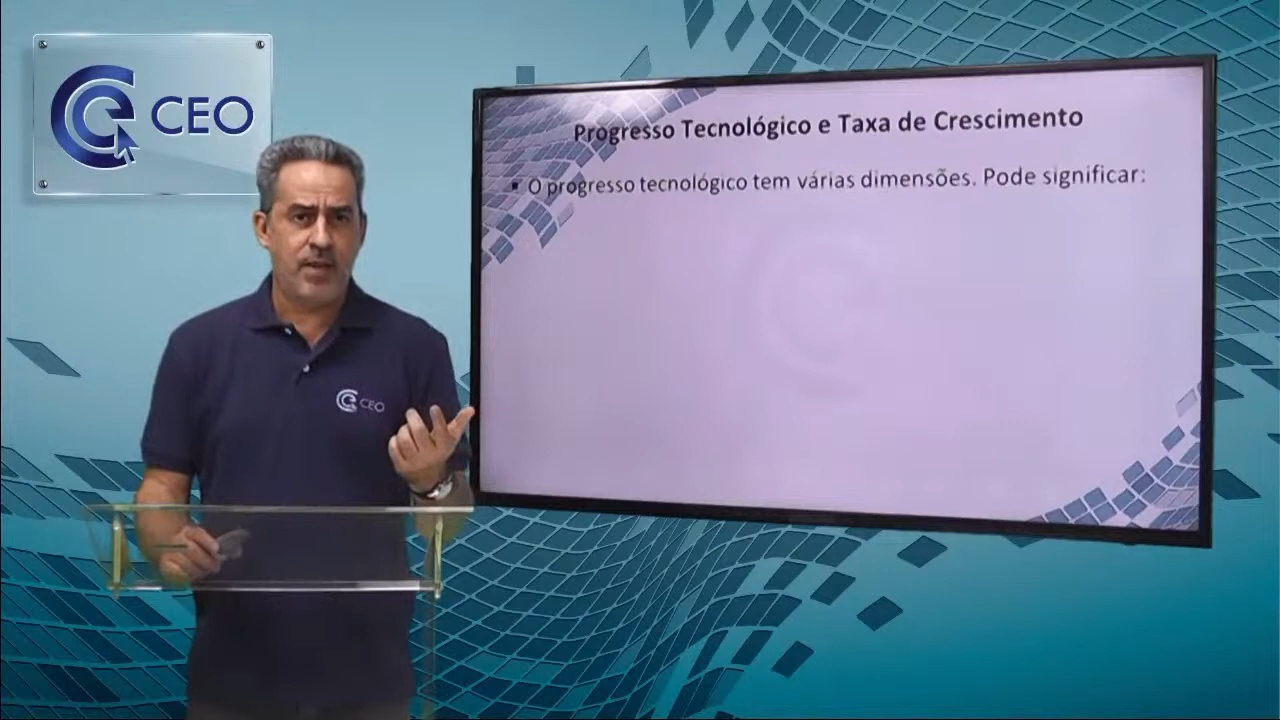 CEO
Progresso Tecnológico e Taxa de Crescimento
▪ O progresso tecnológico tem várias dimensões. Pode significar:
CEO